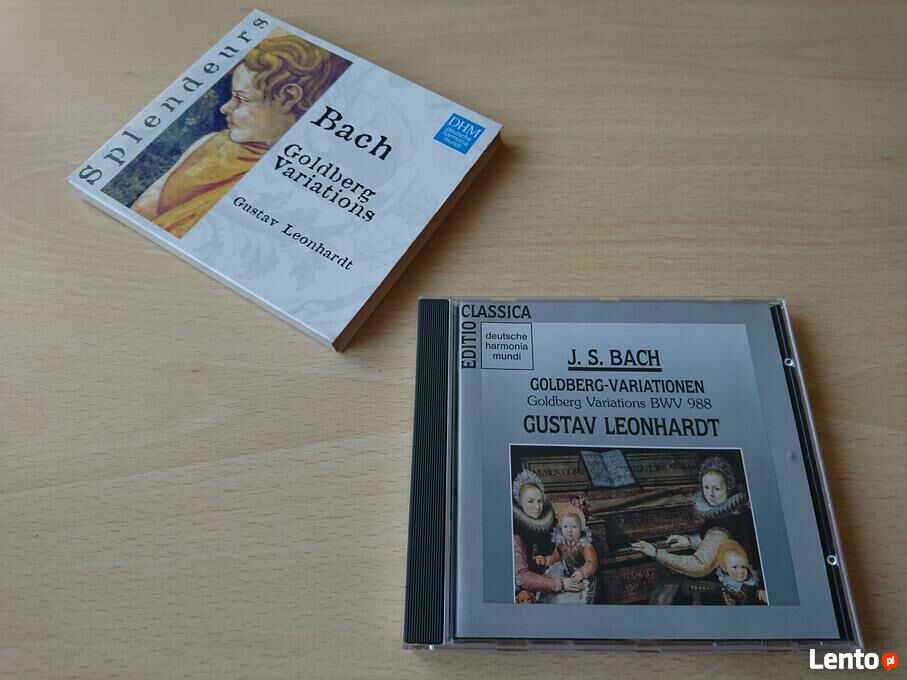 Splendeurs
Bach
Goldberg
Variations
Gustav Leonhardt
DHM
deutsche
harmonia
mundi
EDITIO
CLASSICA
deutsche
harmonia
mundi
J. S. BACH
GOLDBERG-VARIATIONEN
Goldberg Variations BWV 988
GUSTAV LEONHARDT
Lento pl